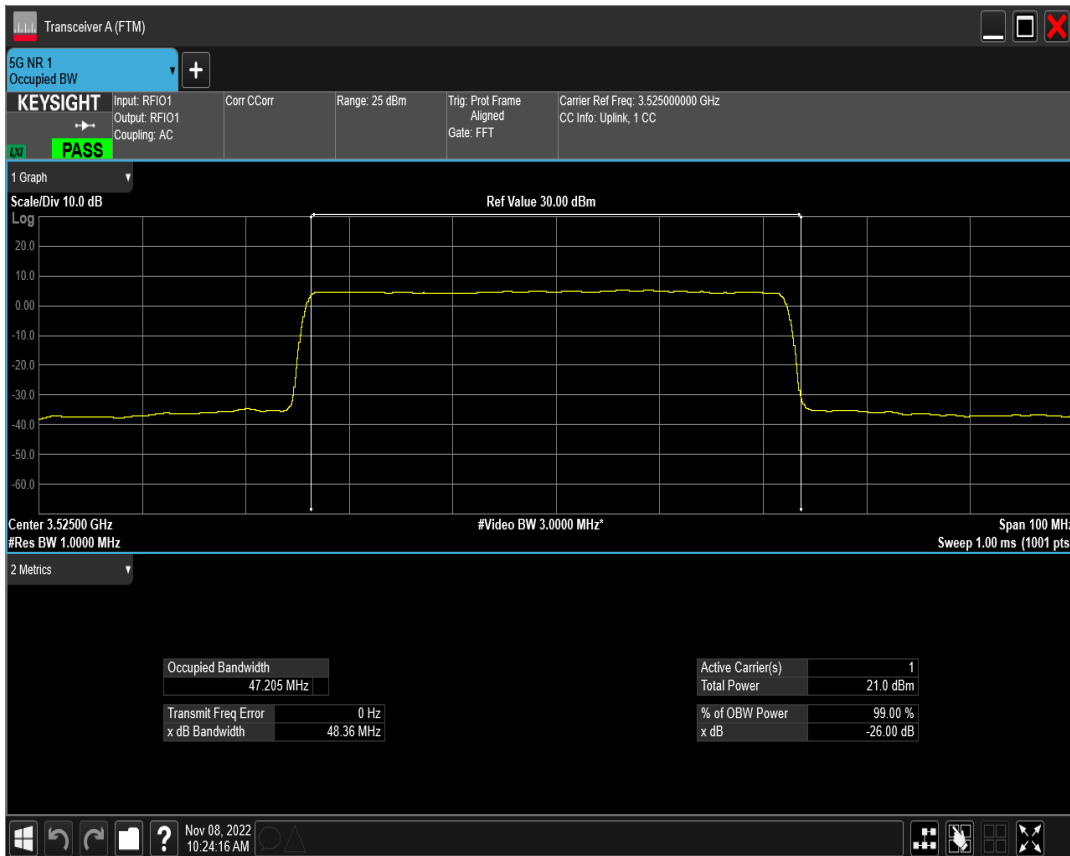 Transceiver A (FTM)
5G NR 1
Occupied BW
+
KEYSIGHT
LXI
PASS
Input: RFIO1
Output: RFIO1
Coupling: AC
Corr CCorr
Range: 25 dBm
Trig: Prot Frame
Aligned
Gate: FFT
Carrier Ref Freq: 3.525000000 GHz
CC Info: Uplink, 1 CC
1 Graph
Scale/Div 10.0 dB
Ref Value 30.00 dBm
Log
20.0
10.0
0.00
-10.0
-20.0
-30.0
-40.0
-50.0
-60.0
Center 3.52500 GHz
#Video BW 3.0000 MHz*
Span 100 MHz
#Res BW 1.0000 MHz
Sweep 1.00 ms (1001 pts
2 Metrics
Occupied Bandwidth
47.205 MHz
Active Carrier(s) 1
Total Power 21.0 dBm
Transmit Freq Error 0 Hz
x dB Bandwidth 48.36 MHz
% of OBW Power 99.00 %
x dB -26.00 dB
?
Nov 08, 2022
10:24:16 AM